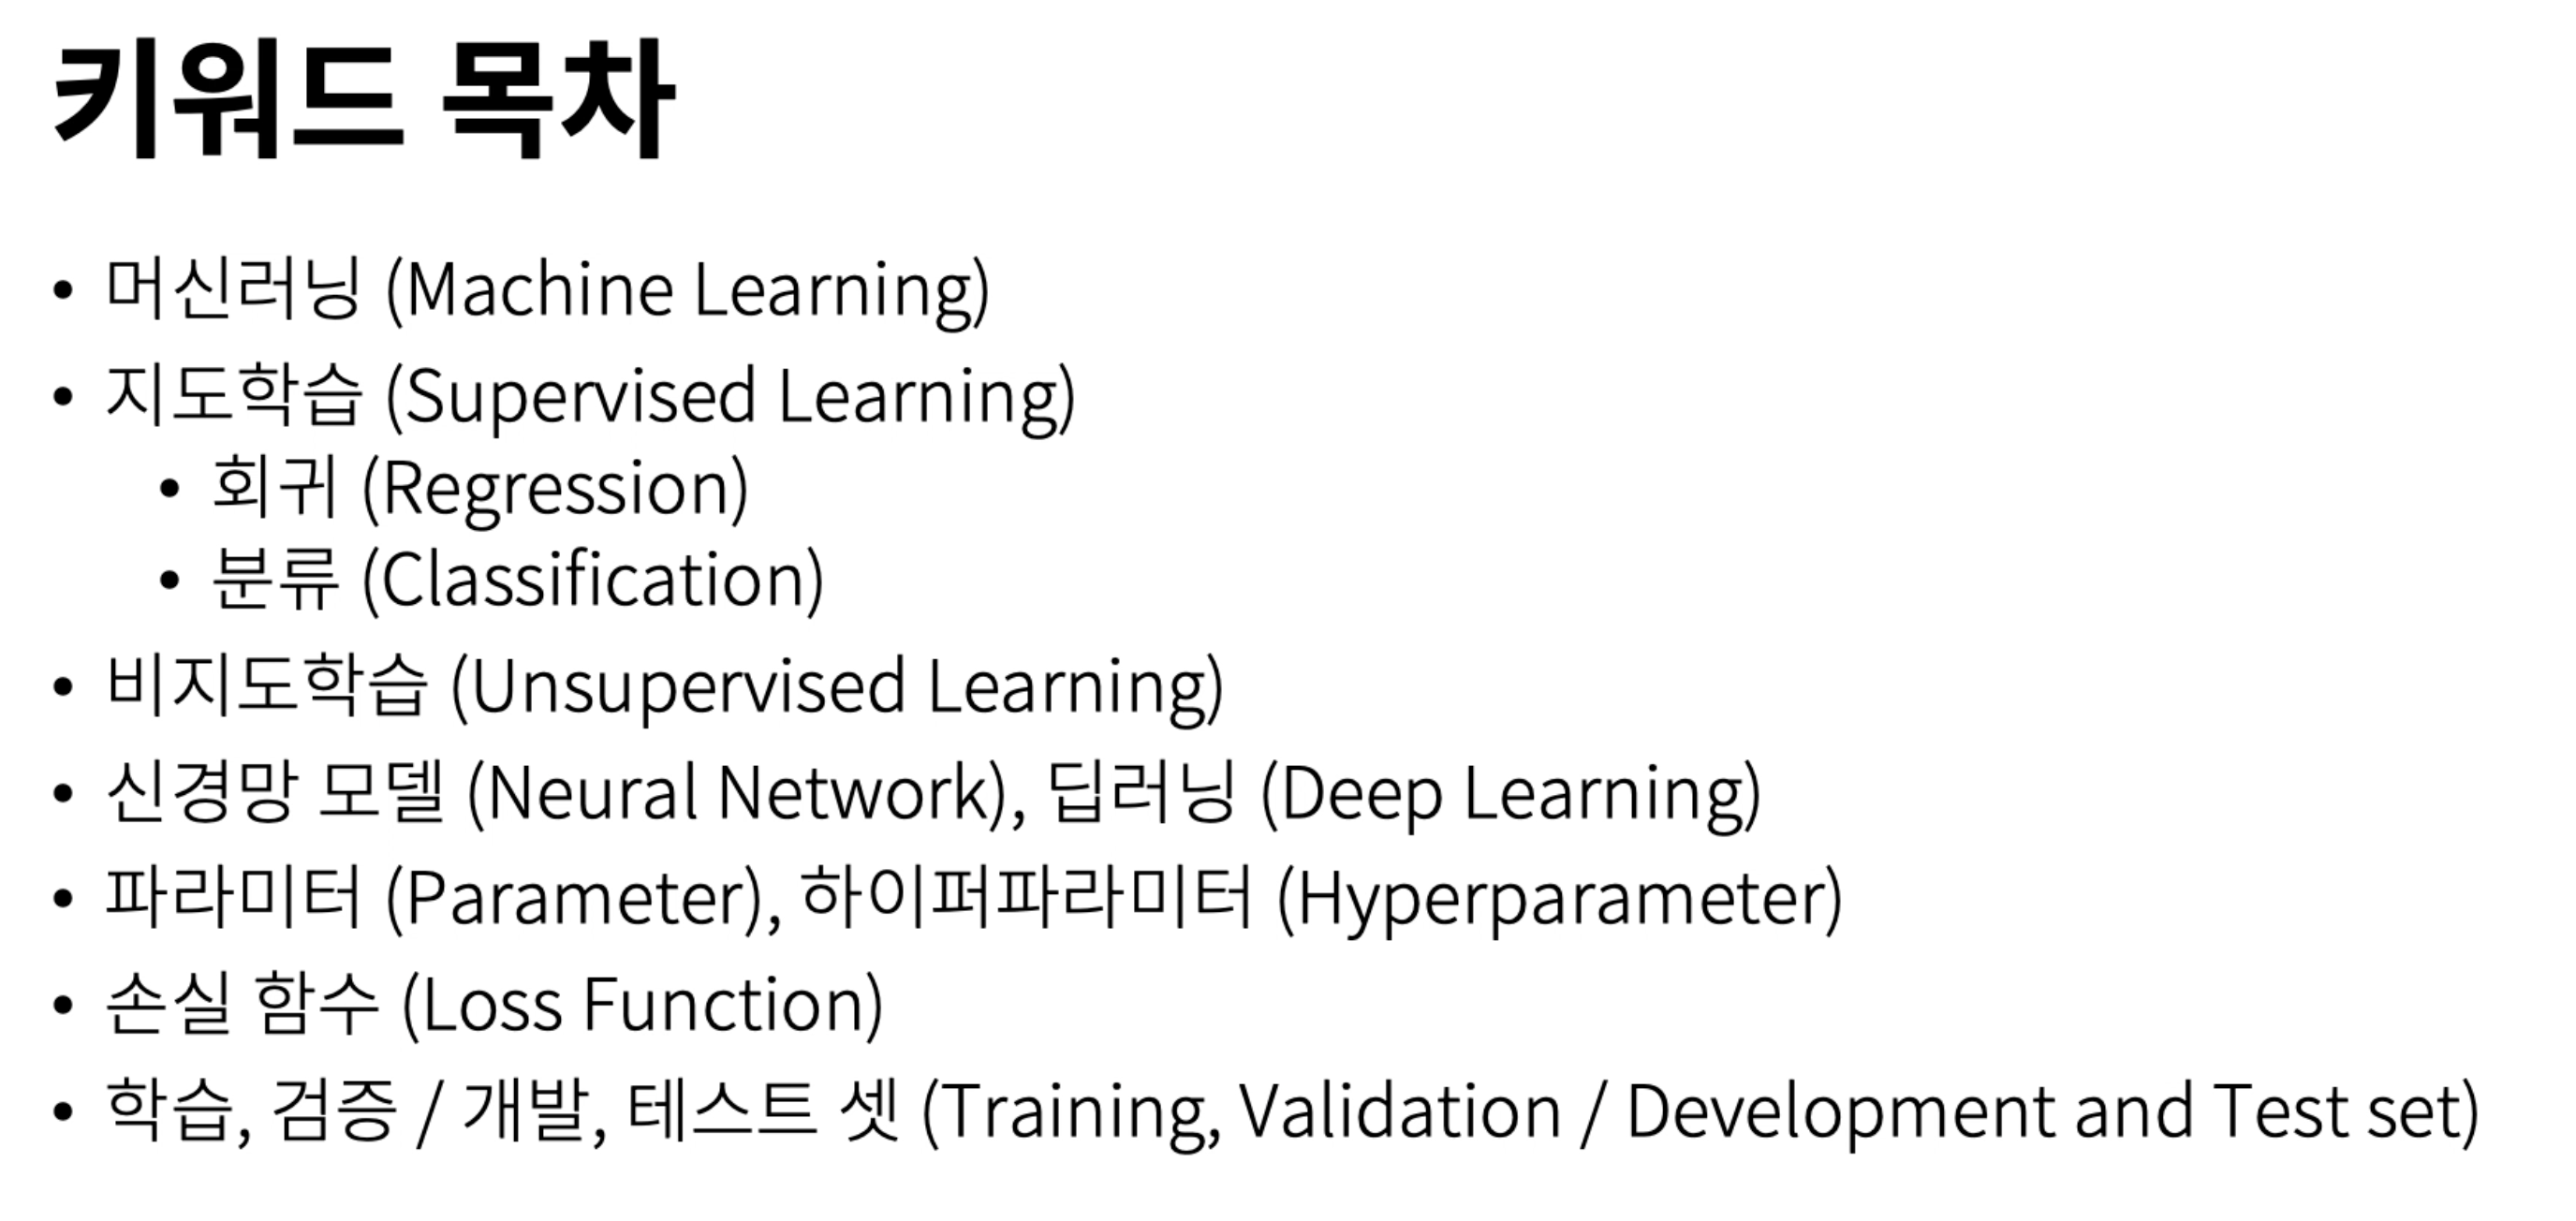 키워드 목차
• 머신러닝 (Machine Learning)
• 지도학습 (Supervised Learning)
• 회귀 (Regression)
• 분류 (Classification)
• 비지도학습 (Unsupervised Learning)
• 신경망 모델 (Neural Network), 딥러닝 (Deep Learning)
• 파라미터 (Parameter), 하이퍼파라미터 (Hyperparameter)
• 손실 함수 (Loss Function)
• 학습, 검증 / 개발, 테스트 셋 (Training, Validation / Development and Test set)